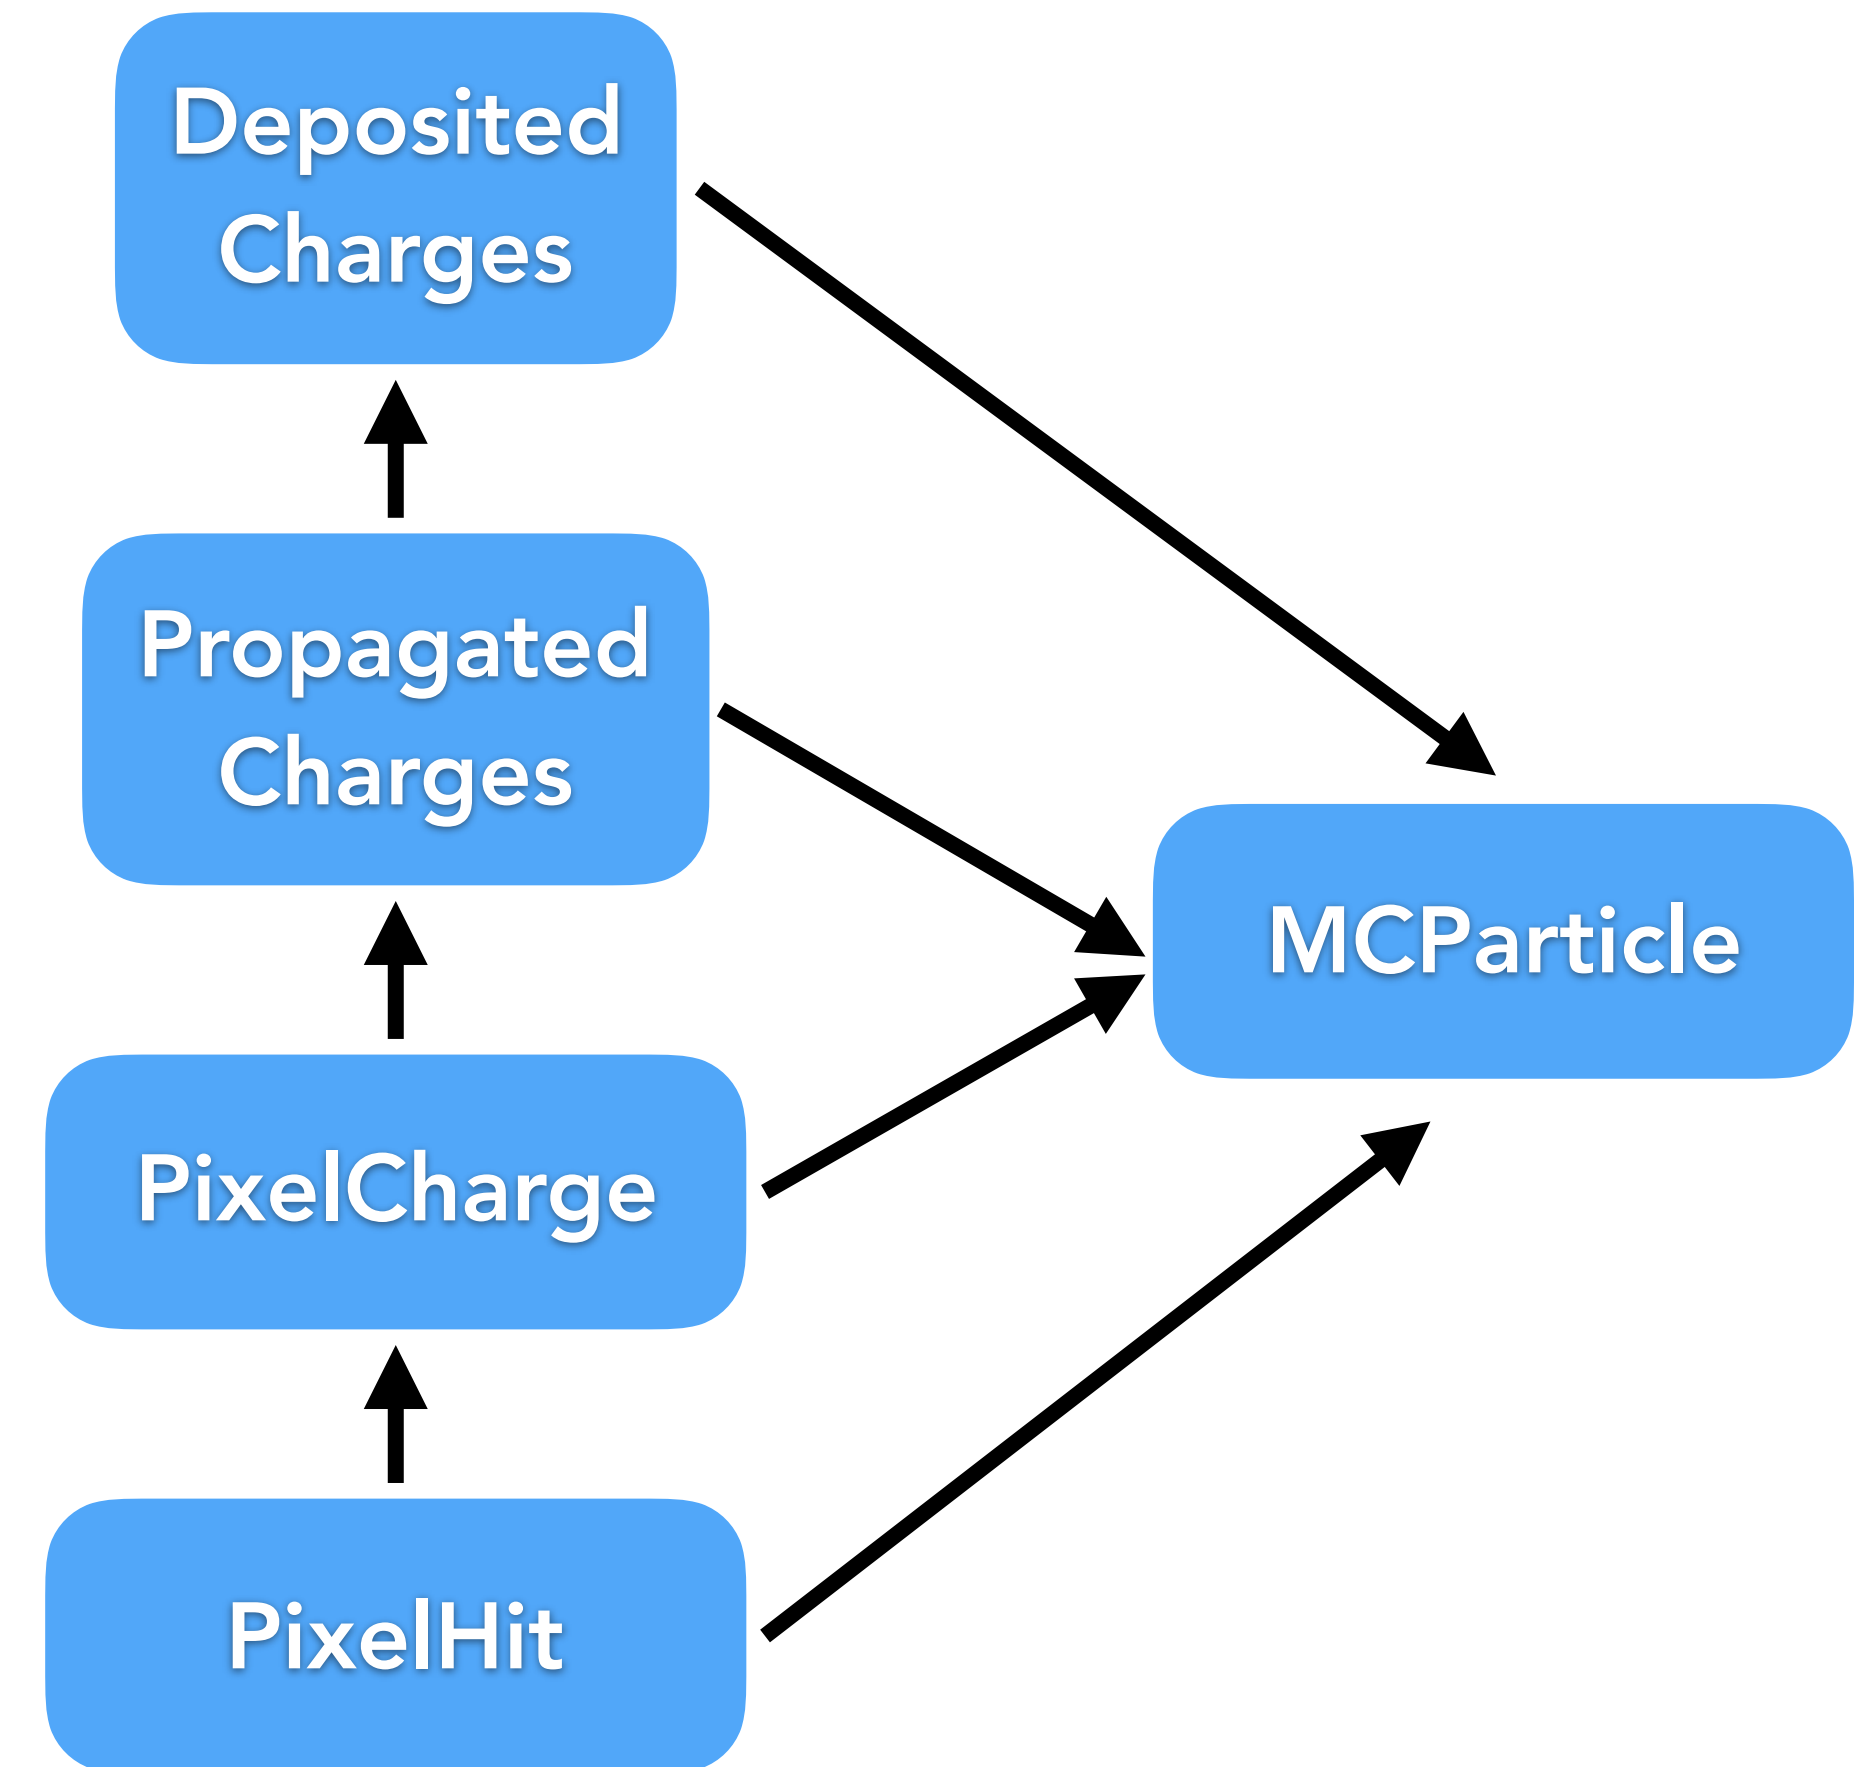 Deposited
Charges
Propagated
Charges
MCParticle
PixelCharge
PixelHit